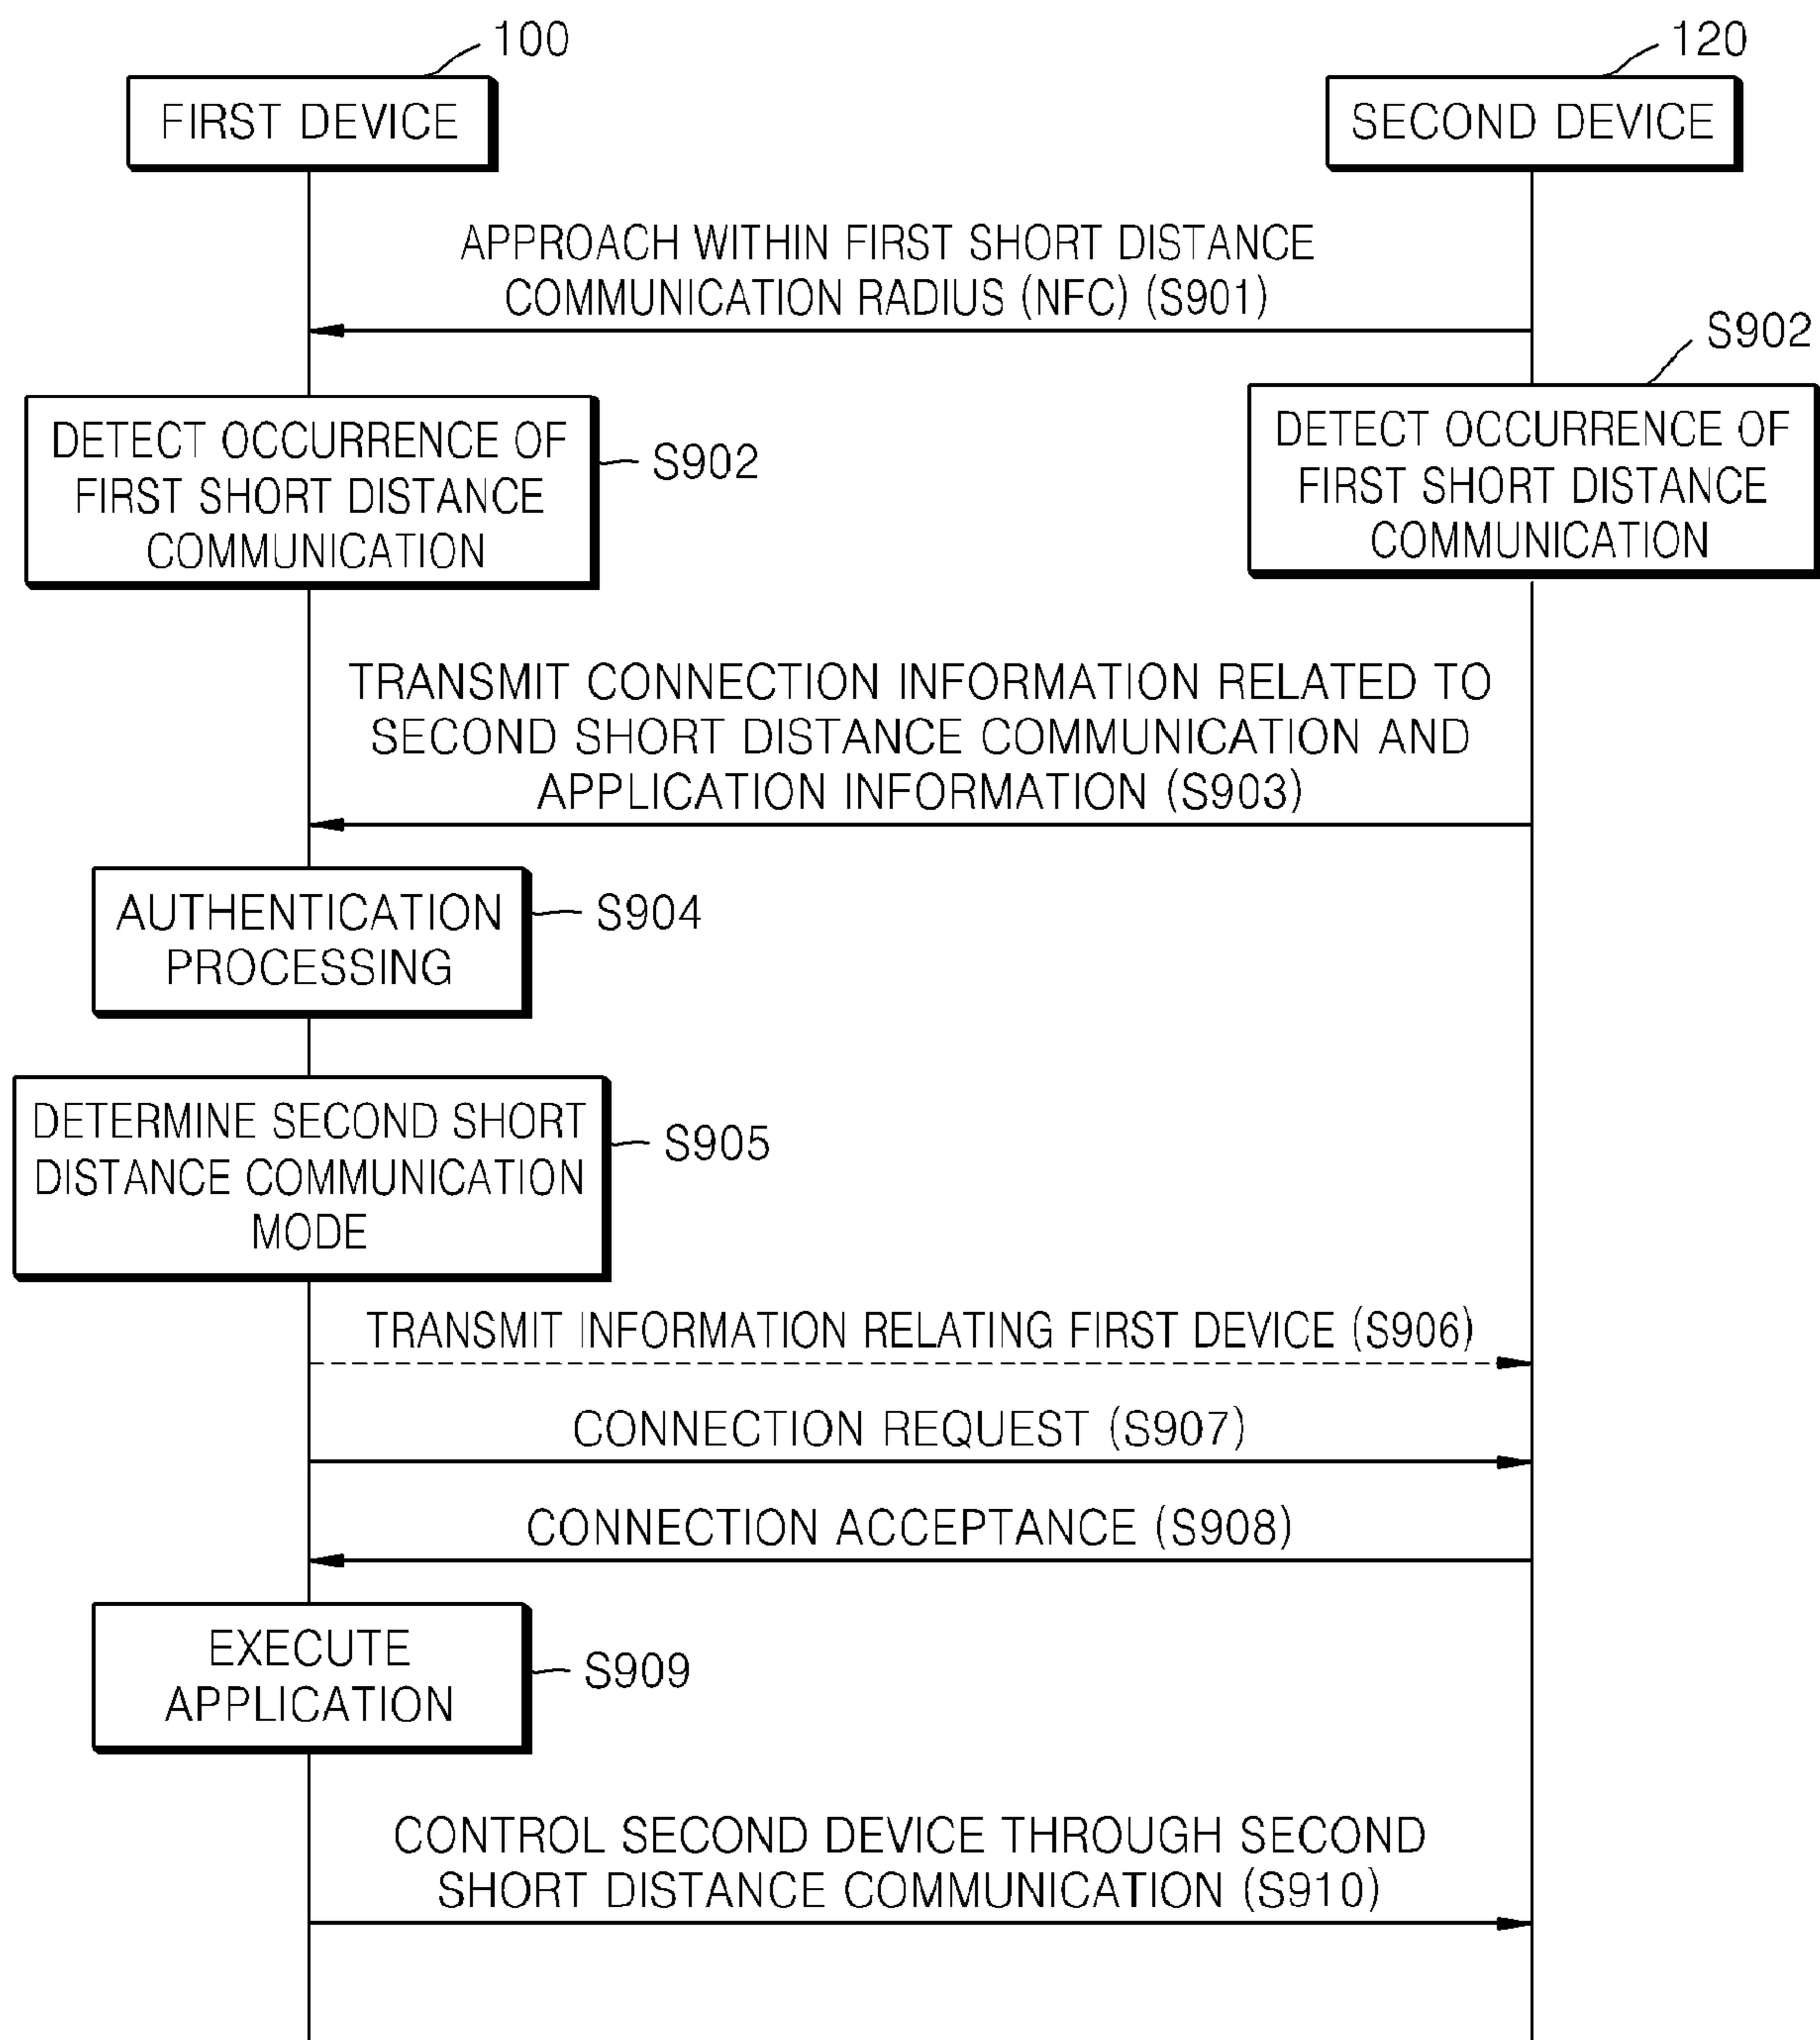 100
120
FIRST DEVICE
SECOND DEVICE
APPROACH WITHIN FIRST SHORT DISTANCE
COMMUNICATION RADIUS (NFC) (S901)
S902
DETECT OCCURRENCE OF
FIRST SHORT DISTANCE
COMMUNICATION
S902
DETECT OCCURRENCE OF
FIRST SHORT DISTANCE
COMMUNICATION
TRANSMIT CONNECTION INFORMATION RELATED TO
SECOND SHORT DISTANCE COMMUNICATION AND
APPLICATION INFORMATION (S903)
AUTHENTICATION
PROCESSING
S904
DETERMINE SECOND SHORT
DISTANCE COMMUNICATION
MODE
S905
TRANSMIT INFORMATION RELATING FIRST DEVICE (S906)
CONNECTION REQUEST (S907)
CONNECTION ACCEPTANCE (S908)
EXECUTE
APPLICATION
S909
CONTROL SECOND DEVICE THROUGH SECOND
SHORT DISTANCE COMMUNICATION (S910)